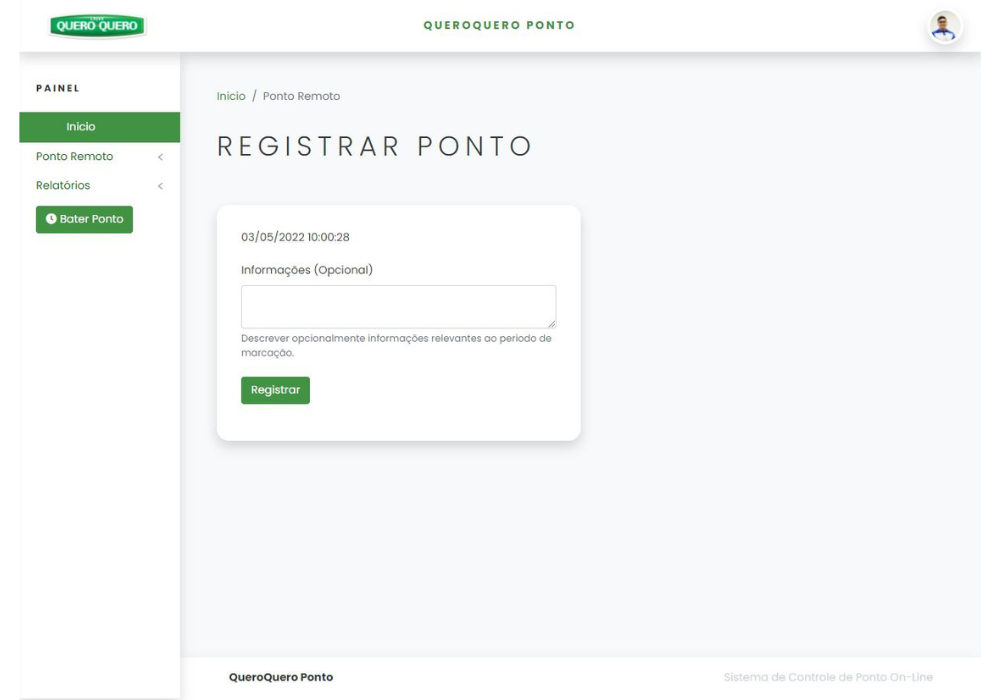 QUERO QUERO
QUEROQUERO PONTO
PAINEL
Inicio
Ponto Remoto
Relatórios
Bater Ponto
Inicio / Ponto Remoto
REGISTRAR PONTO
03/05/2022 10:00:28
Informações (Opcional)
Descrever opcionalmente informações relevantes ao periodo de
marcação.
Registrar
QueroQuero Ponto
Sistema de Controle de Ponto On-Line